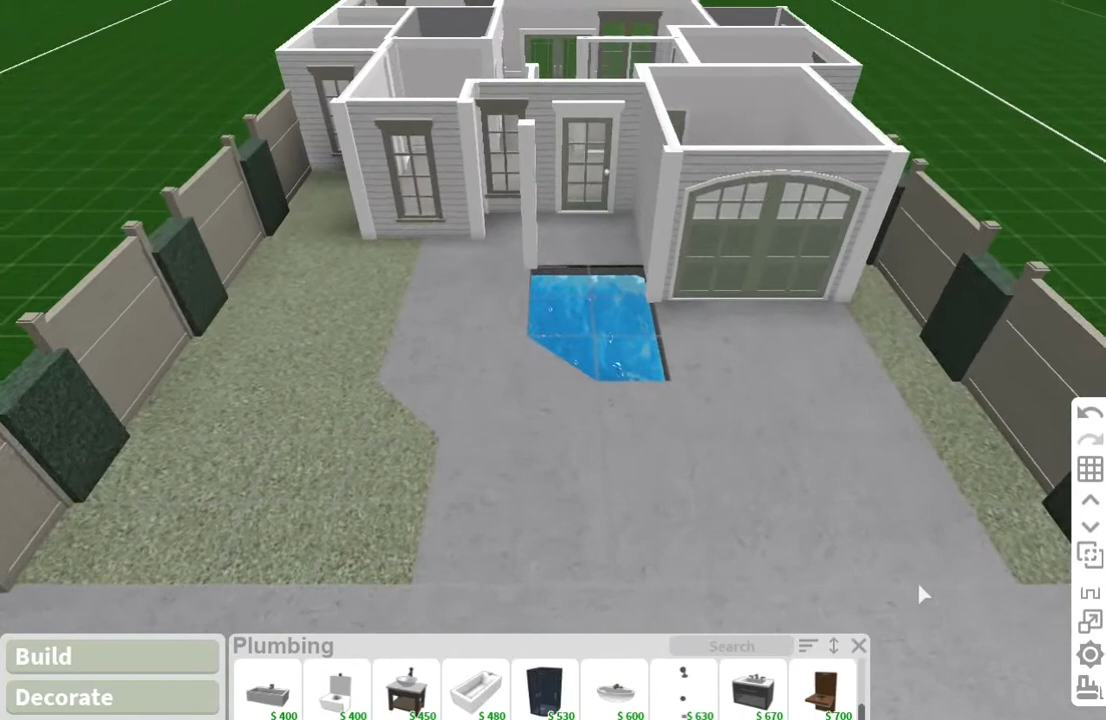 Build
Decorate
Plumbing
Search
$ 400
$ 400
$ 450
$ 480
$ 530
$ 600
$ 630
$ 670
$ 700